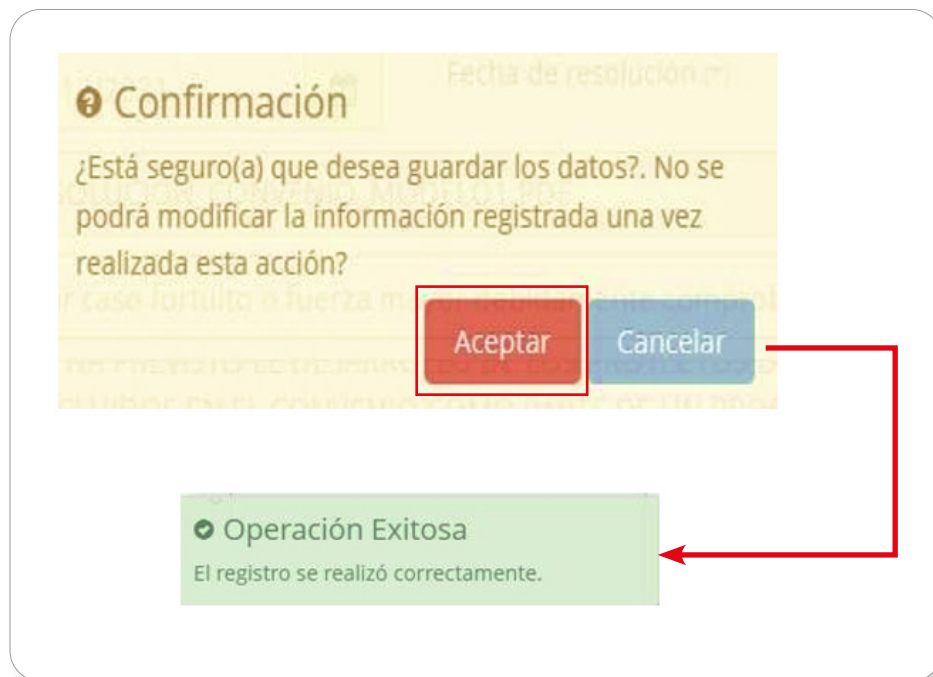 Fecha de resolución (*)
Confirmación
¿Está seguro(a) que desea guardar los datos?. No se
podrá modificar la información registrada una vez
realizada esta acción?
Aceptar Cancelar
Operación Exitosa
El registro se realizó correctamente.